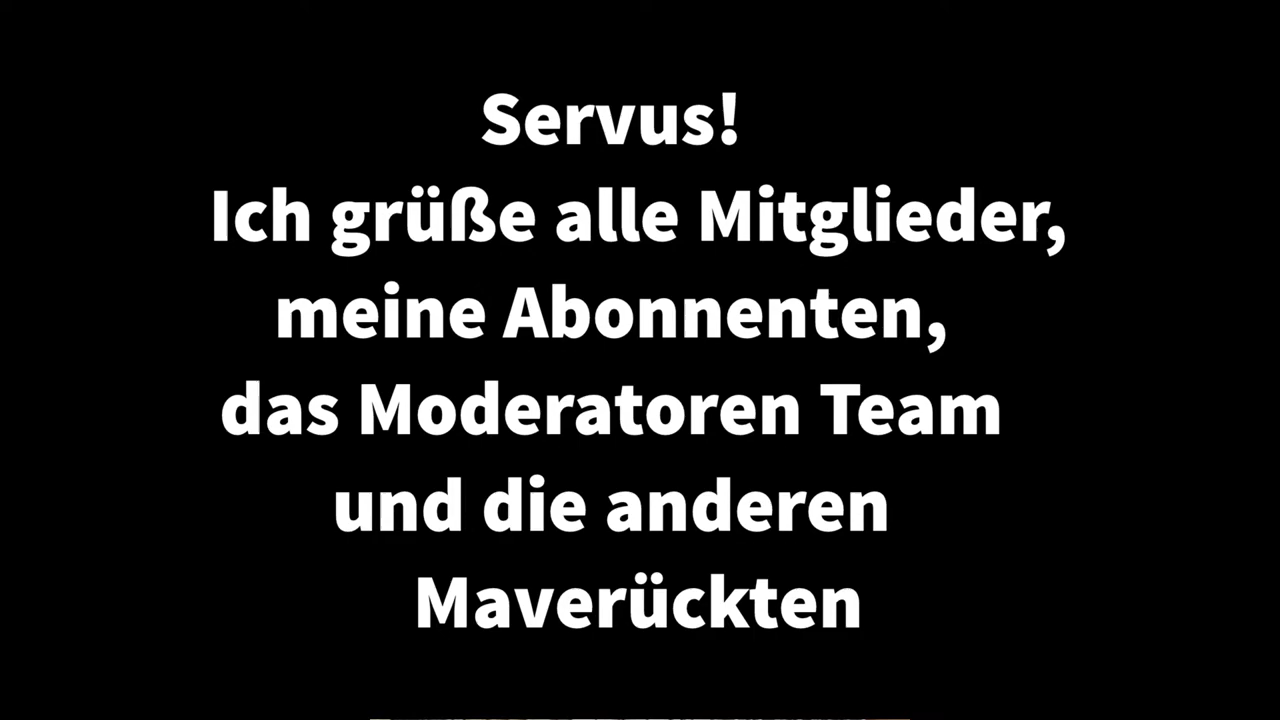 Servus!
Ich grüße alle Mitglieder,
meine Abonnenten,
das Moderatoren Team
und die anderen
Maverückten